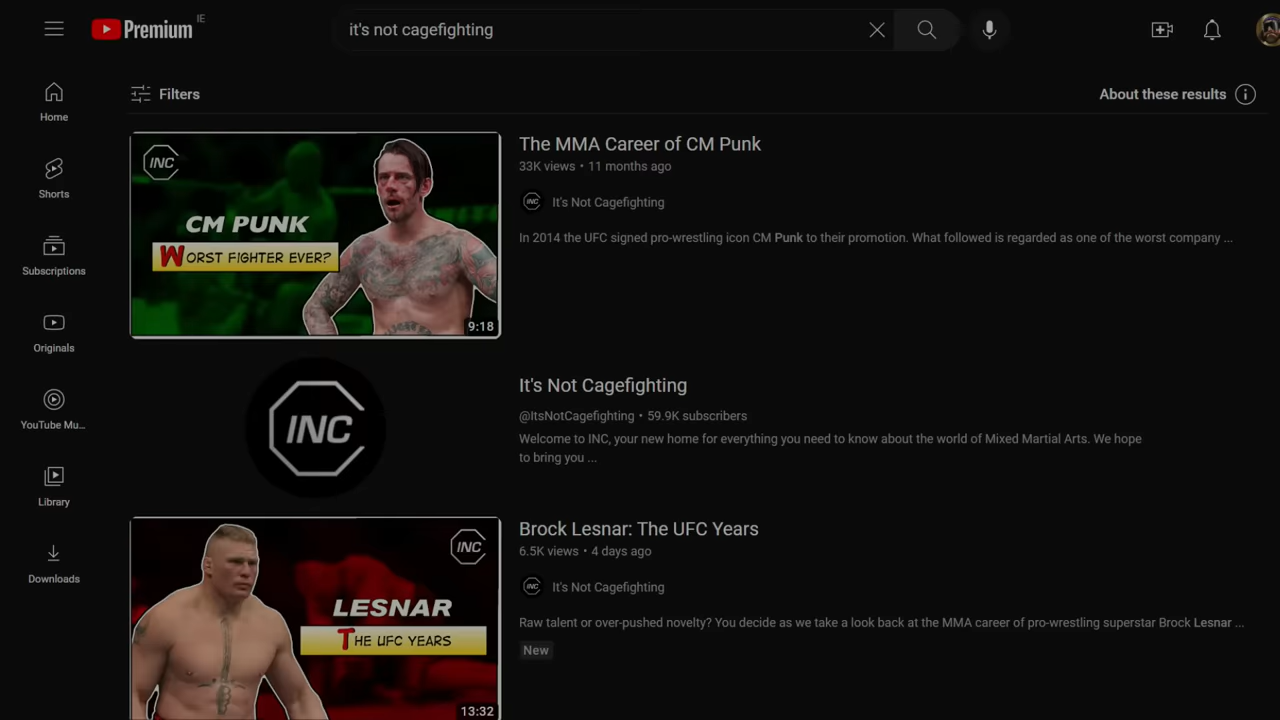 Premium
IE
it's not cagefighting
Home
Shorts
Subscriptions
Originals
YouTube Mu...
Library
Downloads
Filters
About these results
INC
CM PUNK
WORST FIGHTER EVER?
9:18
The MMA Career of CM Punk
33K views • 11 months ago
INC
It's Not Cagefighting
In 2014 the UFC signed pro-wrestling icon CM Punk to their promotion. What followed is regarded as one of the worst company ...
INC
It's Not Cagefighting
@ItsNotCagefighting • 59.9K subscribers
Welcome to INC, your new home for everything you need to know about the world of Mixed Martial Arts. We hope
to bring you ...
INC
LESNAR
THE UFC YEARS
13:32
Brock Lesnar: The UFC Years
6.5K views • 4 days ago
INC
It's Not Cagefighting
Raw talent or over-pushed novelty? You decide as we take a look back at the MMA career of pro-wrestling superstar Brock Lesnar ...
New